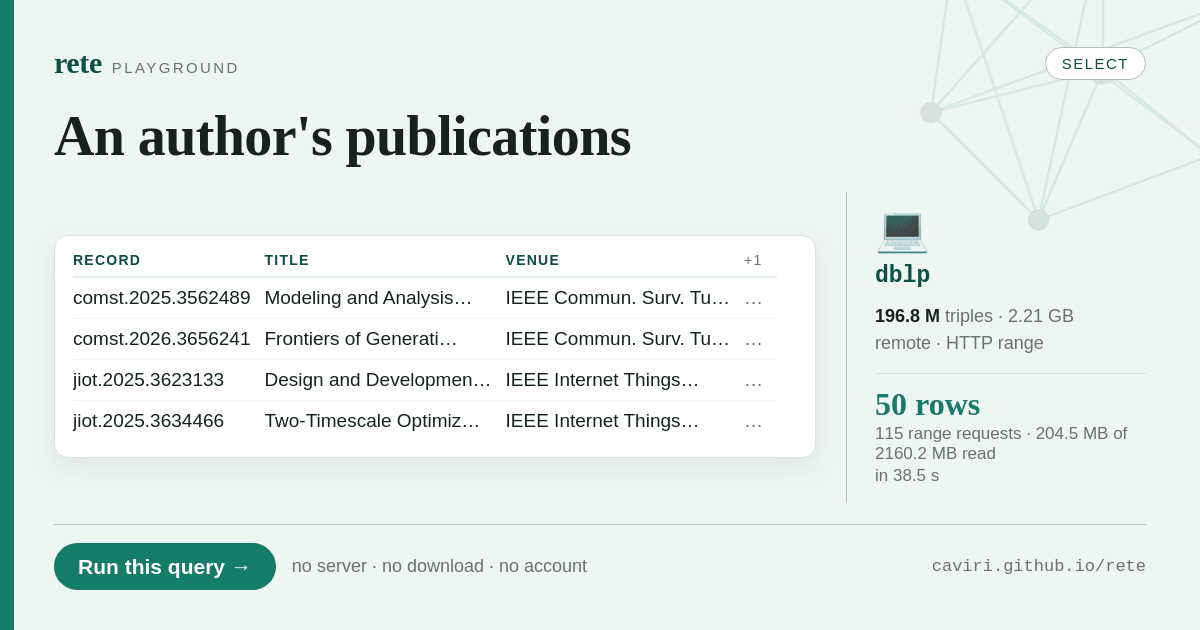 rete PLAYGROUND
SELECT
An author's publications
RECORD TITLE VENUE +1
comst.2025.3562489 Modeling and Analysis… IEEE Commun. Surv. Tu… …
comst.2026.3656241 Frontiers of Generati… IEEE Commun. Surv. Tu… …
jiot.2025.3623133 Design and Developmen… IEEE Internet Things… …
jiot.2025.3634466 Two-Timescale Optimiz… IEEE Internet Things… …
dblp
196.8 M triples · 2.21 GB
remote · HTTP range
50 rows
115 range requests · 204.5 MB of
2160.2 MB read
in 38.5 s
Run this query →
no server · no download · no account
caviri.github.io/rete